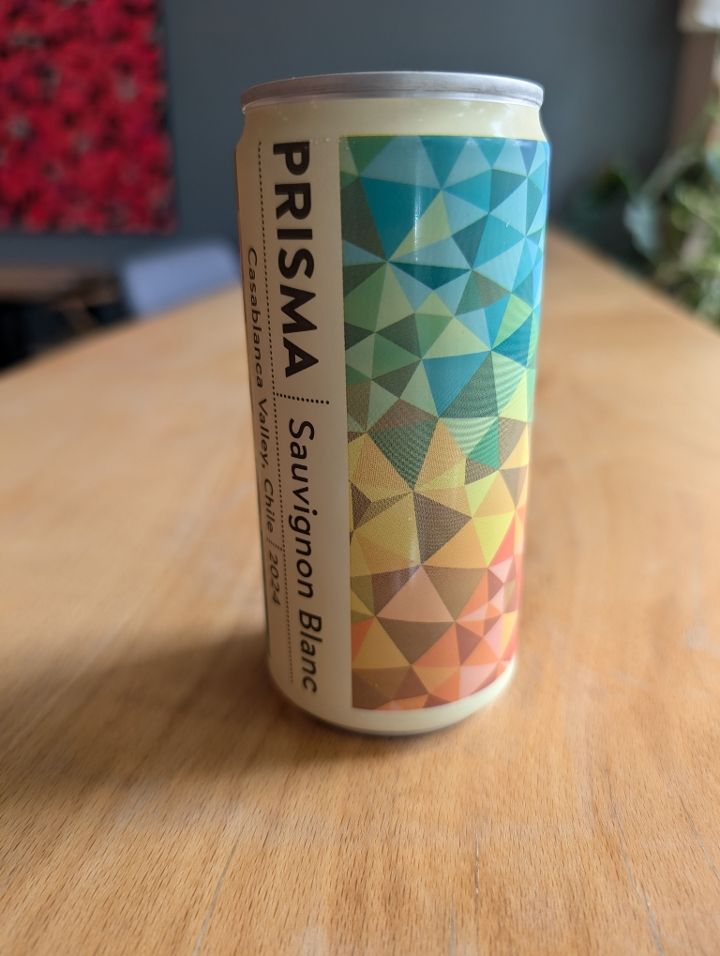 PRISMA Sauvignon Blanc
Casablanca Valley, Chile 2024